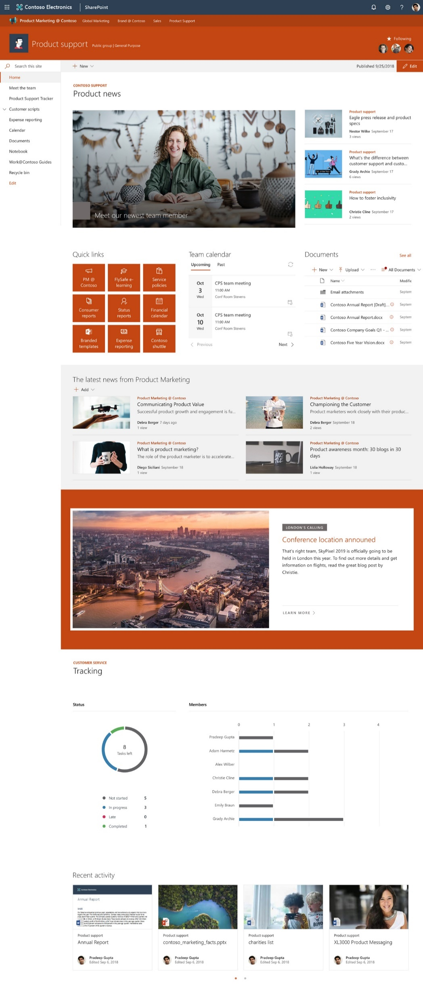 Contoso Electronics
SharePoint
Product Marketing @ Contoso
Global Marketing
Brand @ Contoso
Sales
Product Support
Product support
Public group | General Purpose
Following
Search this site
New
Published 9/25/2018
Edit
Home
Meet the team
Product Support Tracker
Customer scripts
Expense reporting
Calendar
Documents
Notebook
Work@Contoso Guides
Recycle bin
Edit
CONTOSO SUPPORT
Product news
Meet our newest team member
Product support
Eagle press release and product
specs
Nestor Wilke September 17
3 views
Product support
What's the difference between
customer support and custo...
Grady Archie September 17
6 views
Product support
How to foster inclusivity
Christie Cline September 17
2 views
THE EXTRA MILE
Quick links
PM @
Contoso
FlySafe e-
learning
Service
policies
Consumer
reports
Status
reports
Financial
calendar
Branded
templates
Expense
reporting
Contoso
shuttle
Team calendar
Upcoming
Past
Oct
3
Wed
CPS team meeting
11:00 AM
Conf Room Stevens
Oct
10
Wed
CPS team meeting
11:00 AM
Conf Room Stevens
Previous
Next
Documents
See all
New
Upload
...
All Documents
Name
Modifie
Email attachments
Septem
Contoso Annual Report [Draft]....
Septem
Contoso Annual Report.docx
Septem
Contoso Company Goals Q1 - ...
Septem
Contoso Five Year Vision.docx
Septem
The latest news from Product Marketing
Add
Product Marketing @ Contoso
Communicating Product Value
Successful product growth and engagement is fu...
Debra Berger 7 days ago
1 view
Product Marketing @ Contoso
Championing the Customer
Product marketers work closely with their produc...
Debra Berger September 18
2 views
LIKE A
Product Marketing @ Contoso
What is product marketing?
The role of the product marketer is to accelerate...
Diego Siciliani September 18
1 view
HUS
TLE
Product Marketing @ Contoso
Product awareness month: 30 blogs in 30
days
Lidia Holloway September 18
1 view
LONDON'S CALLING
Conference location announed
That's right team, SkyPixel 2019 is officially going to be
held in London this year. To find out more details and get
information on flights, read the great blog post by
Christie.
LEARN MORE
CUSTOMER SERVICE
Tracking
Status
8
Tasks left
Not started 5
In progress 3
Late 0
Completed 1
Members
0 1 2 3 4
Pradeep Gupta
Adam Harmetz
Alex Wilber
Christie Cline
Debra Berger
Emily Braun
Grady Archie
Recent activity
Contoso Electronics
Annual Report
SALES
Product support
Annual Report
Pradeep Gupta
Edited Sep 6, 2018
Product support
contoso_marketing_facts.pptx
Pradeep Gupta
Edited Sep 6, 2018
BOBO
Product support
charities list
Pradeep Gupta
Edited Sep 6, 2018
Product support
XL3000 Product Messaging
Pradeep Gupta
Edited Sep 6, 2018